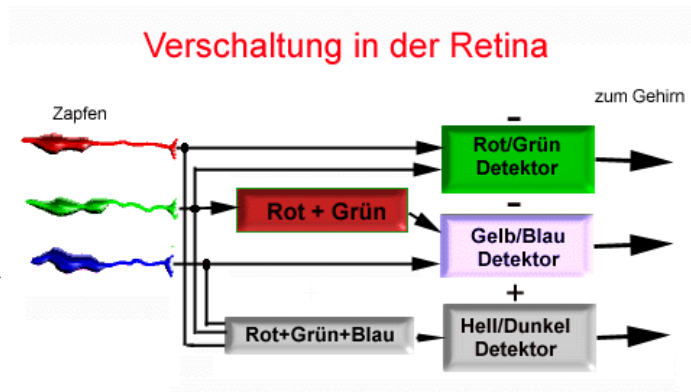 Verschaltung in der Retina
zum Gehirn
Zapfen
-
Rot/Grün
Detektor
-
Rot + Grün
Gelb/Blau
Detektor
+
Rot+Grün+Blau
Hell/Dunkel
Detektor